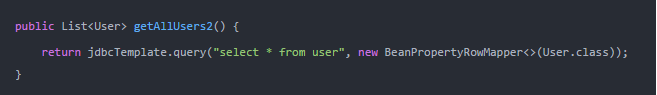 public List<User> getAllUsers2() {
    return jdbcTemplate.query("select * from user", new BeanPropertyRowMapper<>(User.class));
}